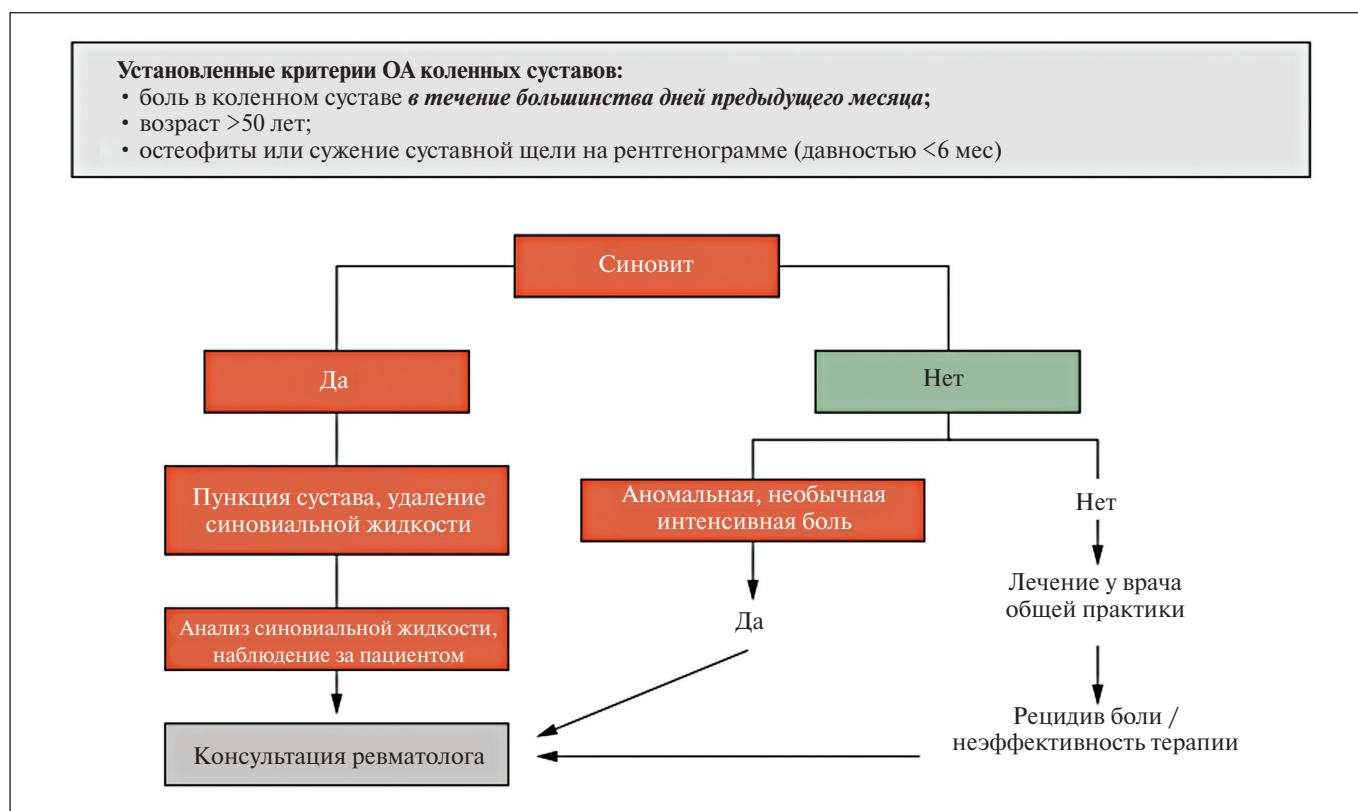 Установленные критерии ОА коленных суставов:
• боль в коленном суставе в течение большинства дней предыдущего месяца;
• возраст >50 лет;
• остеофиты или сужение суставной щели на рентгенограмме (давностью <6 мес)
Синовит
Да
Нет
Пункция сустава, удаление
синовиальной жидкости
Аномальная, необычная
интенсивная боль
Нет
Анализ синовиальной жидкости,
наблюдение за пациентом
Да
Лечение у врача
общей практики
Консультация ревматолога
Рецидив боли /
неэффективность терапии